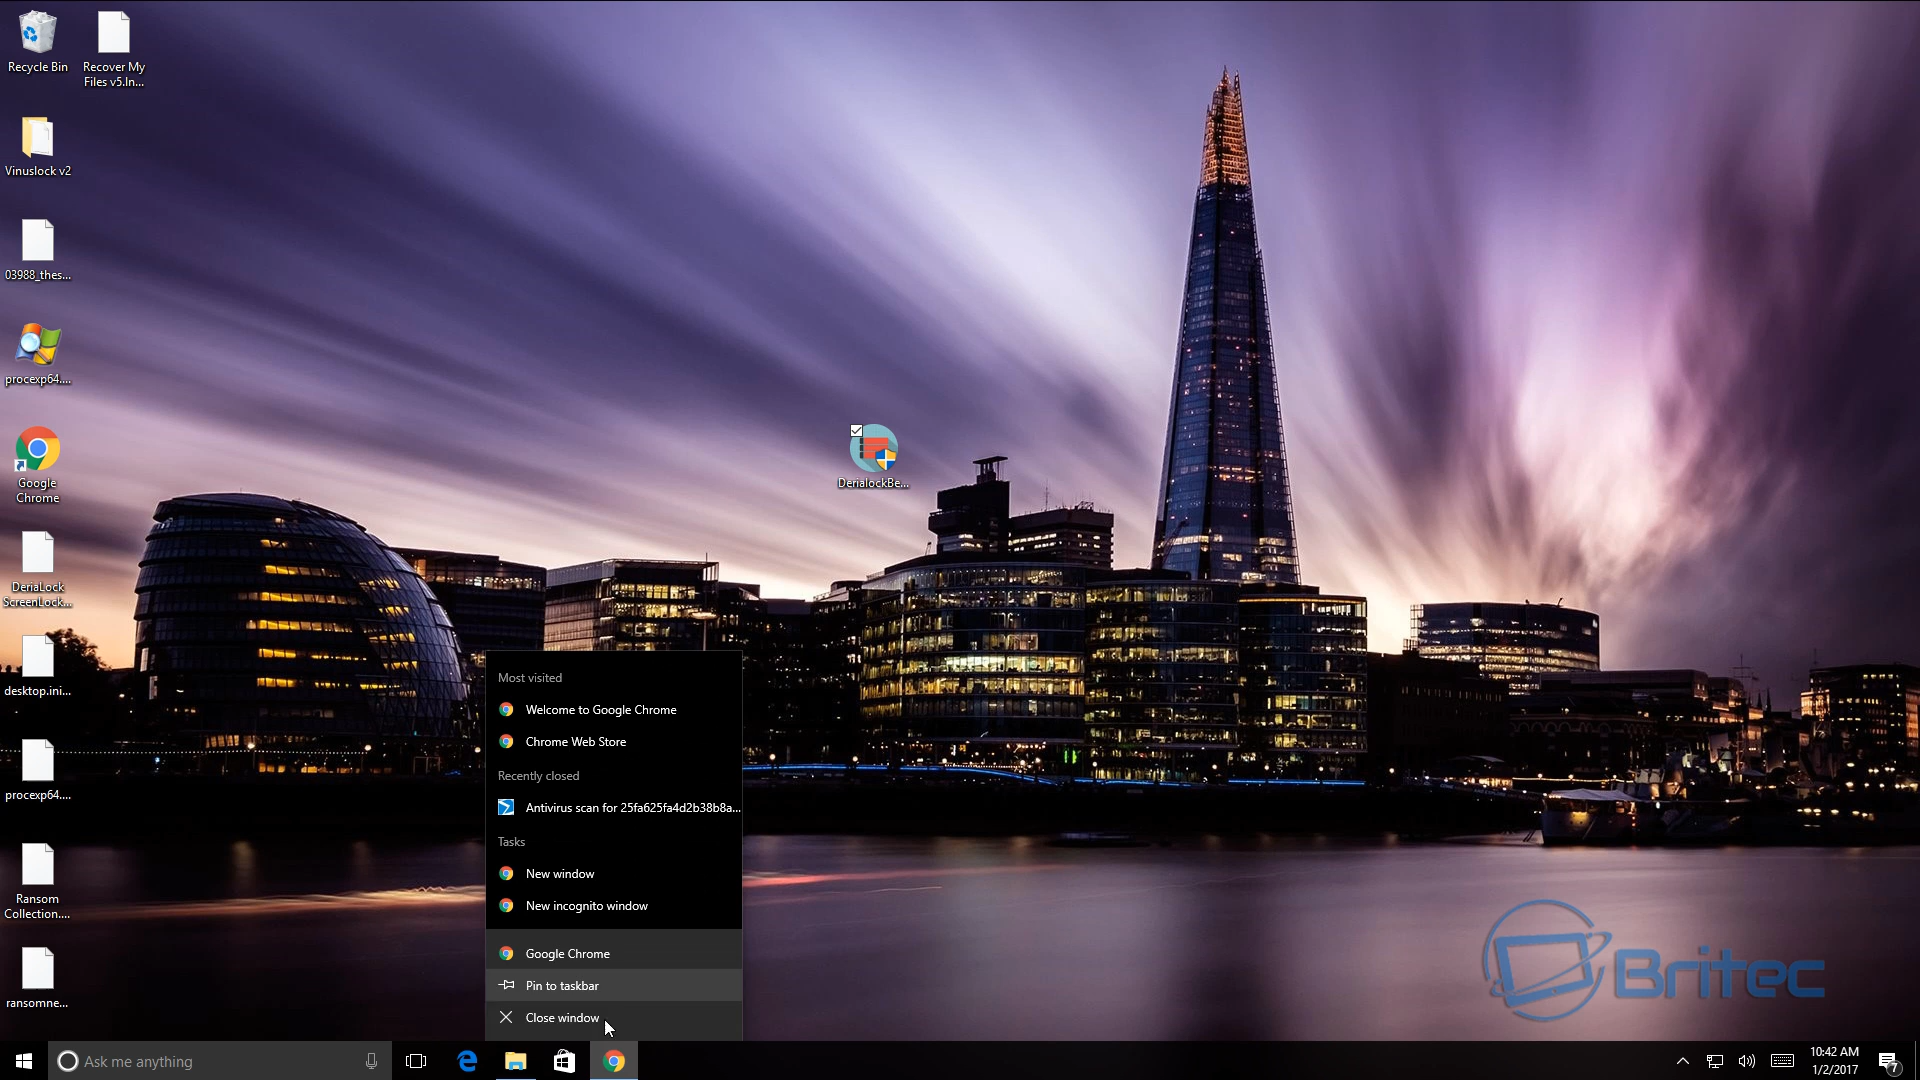 Recycle Bin
Recover My
Files v5.In...
Vinuslock v2
03988_thes...
procexp64....
Google
Chrome
DeriaLock
ScreenLock...
desktop.ini...
procexp64....
Ransom
Collection....
ransomne...
DerialockBe...
Most visited
Welcome to Google Chrome
Chrome Web Store
Recently closed
Antivirus scan for 25fa625fa4d2b38b8a...
Tasks
New window
New incognito window
Google Chrome
Pin to taskbar
Close window
Britec
Ask me anything
10:42 AM
1/2/2017
7